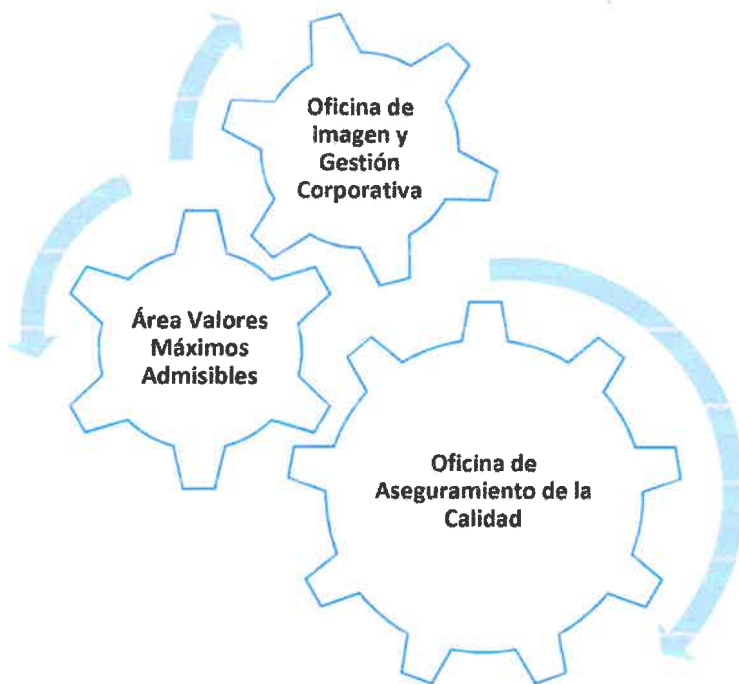 Oficina de
Imagen y
Gestión
Corporativa
Área Valores
Máximos
Admisibles
Oficina de
Aseguramiento de la
Calidad